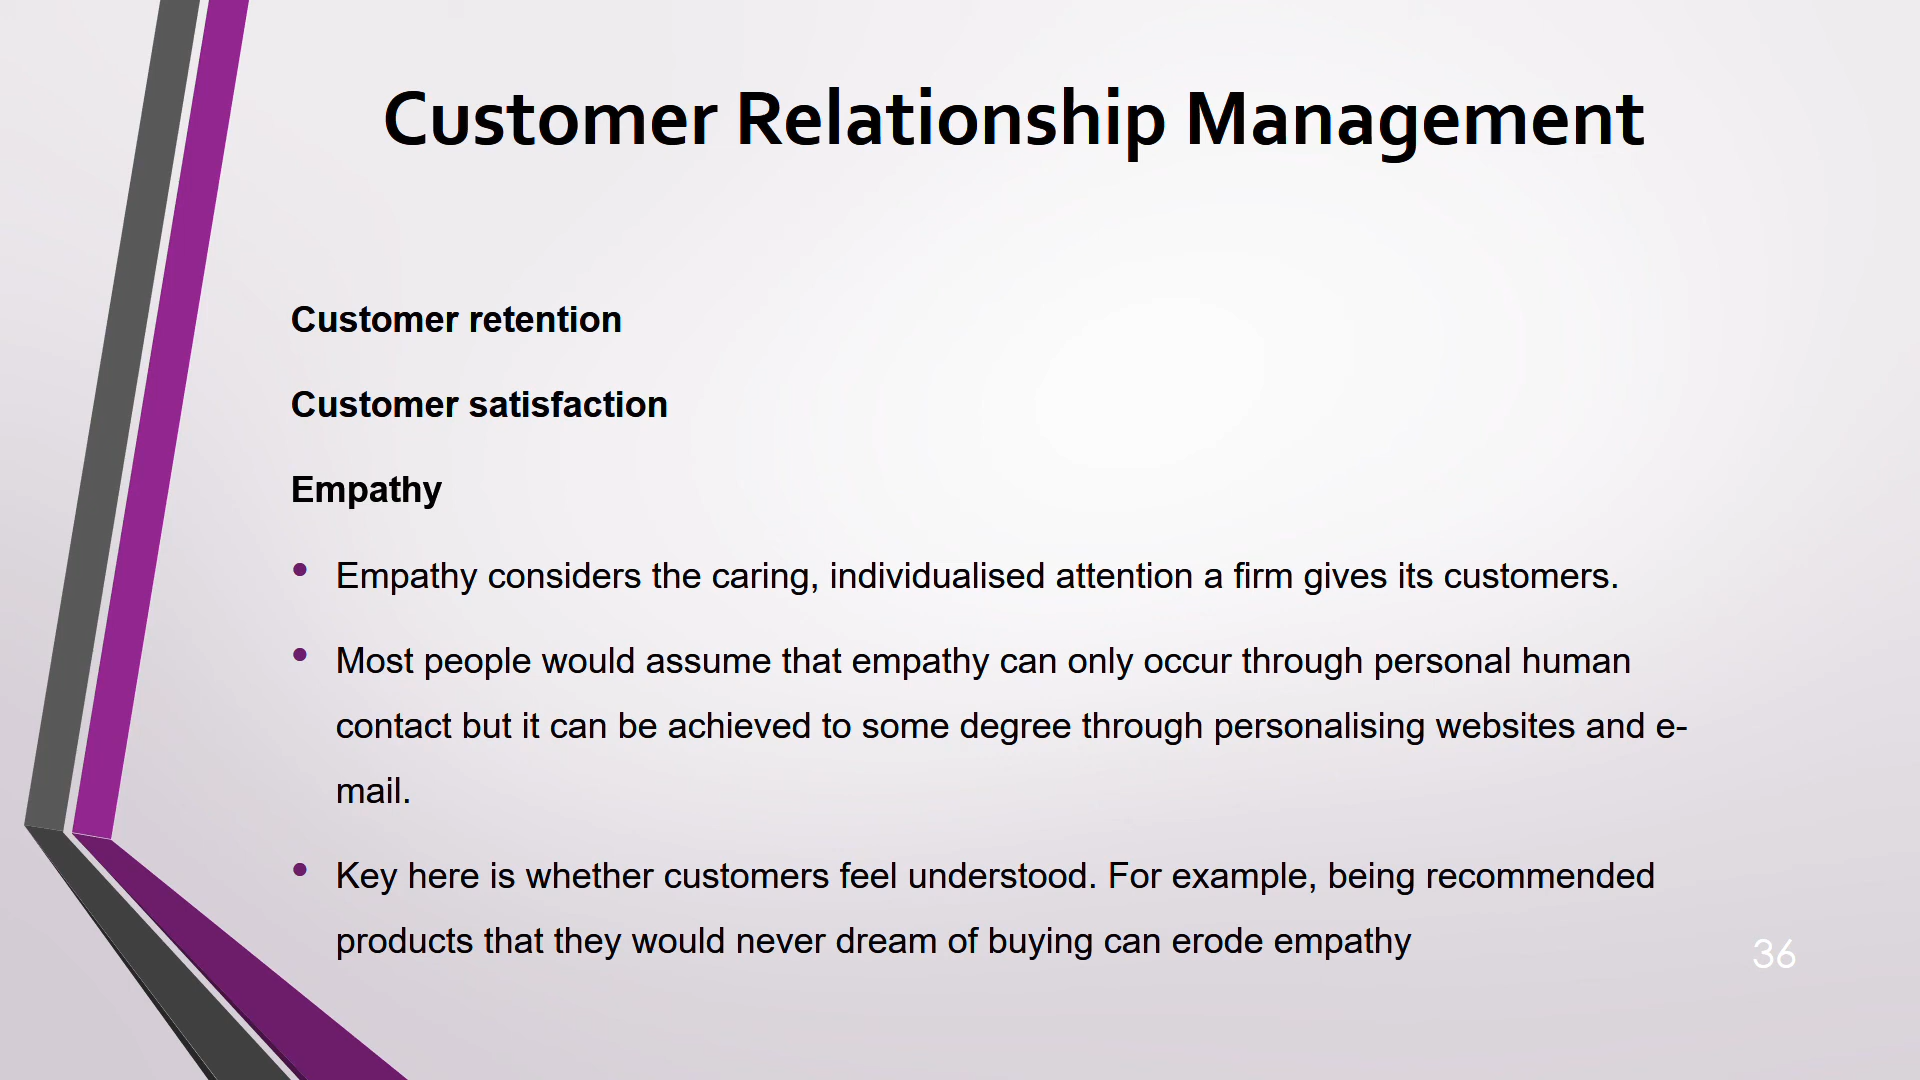 Customer Relationship Management
Customer retention
Customer satisfaction
Empathy
• Empathy considers the caring, individualised attention a firm gives its customers.
• Most people would assume that empathy can only occur through personal human
contact but it can be achieved to some degree through personalising websites and e-
mail.
• Key here is whether customers feel understood. For example, being recommended
products that they would never dream of buying can erode empathy
36